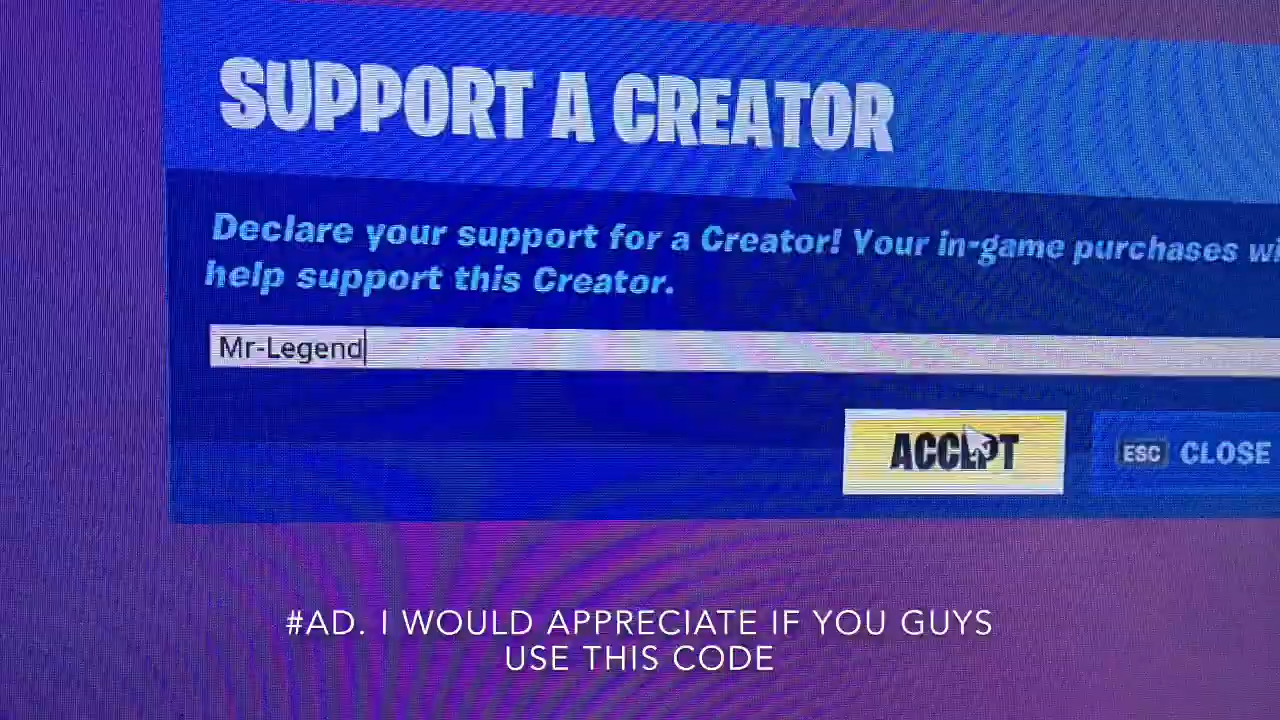 SUPPORT A CREATOR
Declare your support for a Creator! Your in-game purchases
help support this Creator.
Mr-Legend
ACCEPT
ESC CLOSE
#AD. I WOULD APPRECIATE IF YOU GUYS
USE THIS CODE